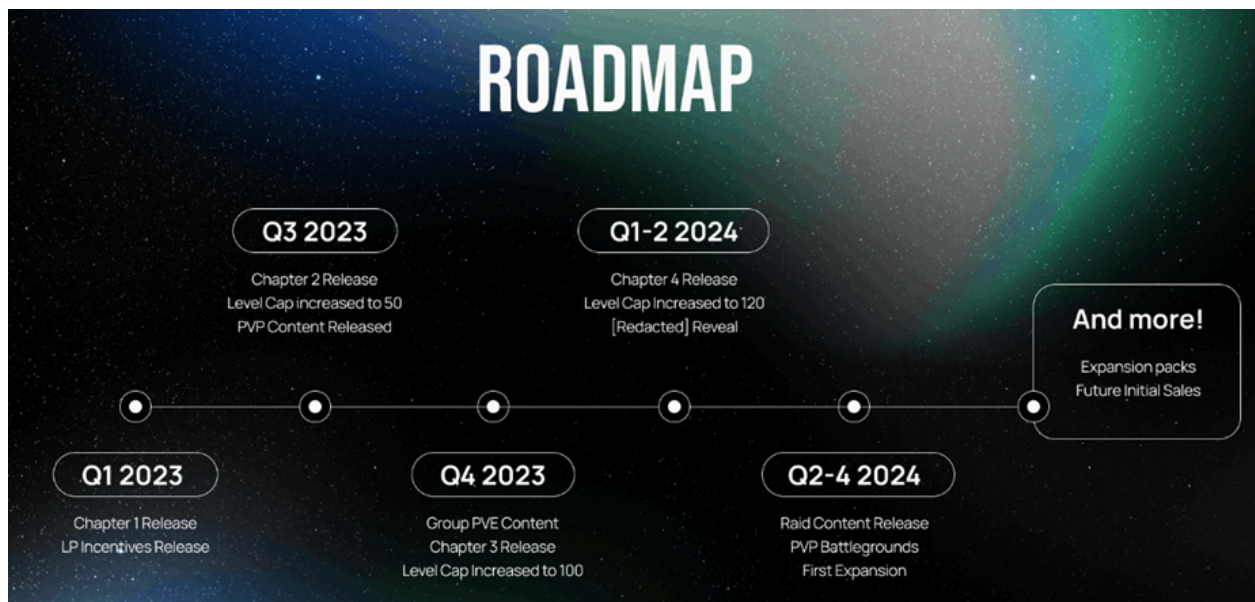 ROADMAP
Q1 2023
Chapter 1 Release
LP Incentives Release
Q3 2023
Chapter 2 Release
Level Cap increased to 50
PVP Content Released
Q4 2023
Group PVE Content
Chapter 3 Release
Level Cap Increased to 100
Q1-2 2024
Chapter 4 Release
Level Cap Increased to 120
[Redacted] Reveal
Q2-4 2024
Raid Content Release
PVP Battlegrounds
First Expansion
And more!
Expansion packs
Future Initial Sales